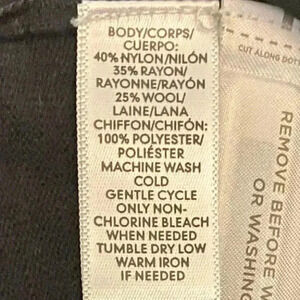 BODY/CORPS/
CUERPO:
40% NYLON/NILÓN
35% RAYON/
RAYONNE/RAYÓN
25% WOOL/
LAINE/LANA
CHIFFON/CHIFÓN:
100% POLYESTER/
POLIÉSTER
MACHINE WASH
COLD
GENTLE CYCLE
ONLY NON-
CHLORINE BLEACH
WHEN NEEDED
TUMBLE DRY LOW
WARM IRON
IF NEEDED
CUT ALONG
REMOVE BEFORE
OR WASHING